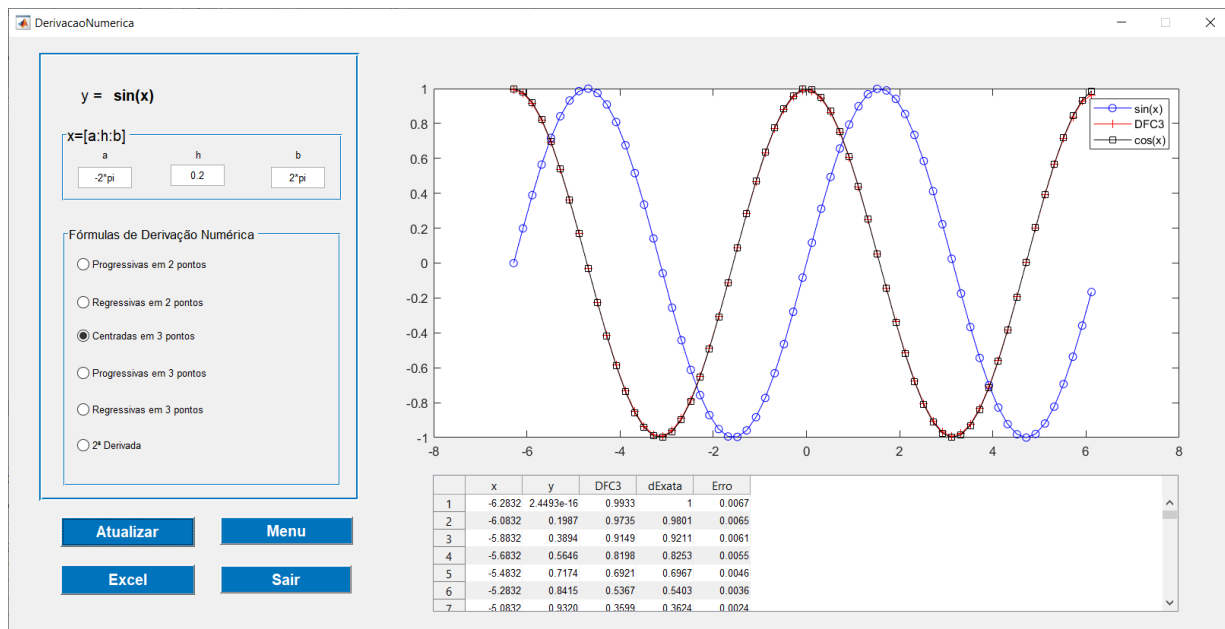 DerivacaoNumerica
y = sin(x)
x=[a:h:b]
a h b
-2*pi 0.2 2*pi
Fórmulas de Derivação Numérica
Progressivas em 2 pontos
Regressivas em 2 pontos
Centradas em 3 pontos
Progressivas em 3 pontos
Regressivas em 3 pontos
2ª Derivada
Atualizar Menu
Excel Sair
1
0.8
0.6
0.4
0.2
0
-0.2
-0.4
-0.6
-0.8
-1
-8 -6 -4 -2 0 2 4 6 8
sin(x)
DFC3
cos(x)
x y DFC3 dExata Erro
1 -6.2832 2.4493e-16 0.9933 1 0.0067
2 -6.0832 0.1987 0.9735 0.9801 0.0065
3 -5.8832 0.3894 0.9149 0.9211 0.0061
4 -5.6832 0.5646 0.8198 0.8253 0.0055
5 -5.4832 0.7174 0.6921 0.6967 0.0046
6 -5.2832 0.8415 0.5367 0.5403 0.0036
7 -5.0832 0.9320 0.3599 0.3624 0.0024